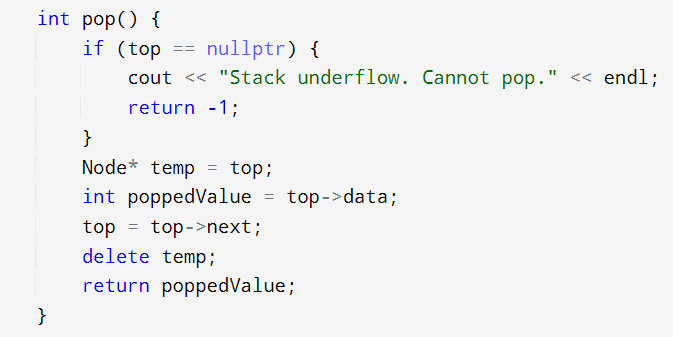 int pop() {
    if (top == nullptr) {
        cout << "Stack underflow. Cannot pop." << endl;
        return -1;
    }
    Node* temp = top;
    int poppedValue = top->data;
    top = top->next;
    delete temp;
    return poppedValue;
}